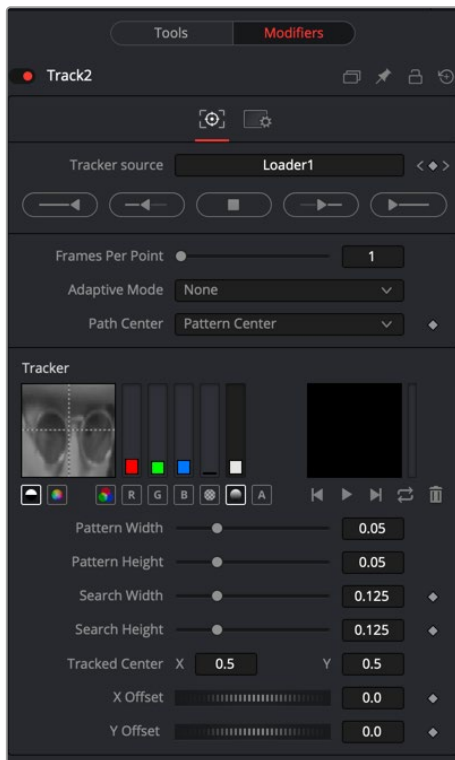 Tools Modifiers
Track2
Tracker source Loader1
Frames Per Point 1
Adaptive Mode None
Path Center Pattern Center
Tracker
R G B A
Pattern Width 0.05
Pattern Height 0.05
Search Width 0.125
Search Height 0.125
Tracked Center X 0.5 Y 0.5
X Offset 0.0
Y Offset 0.0